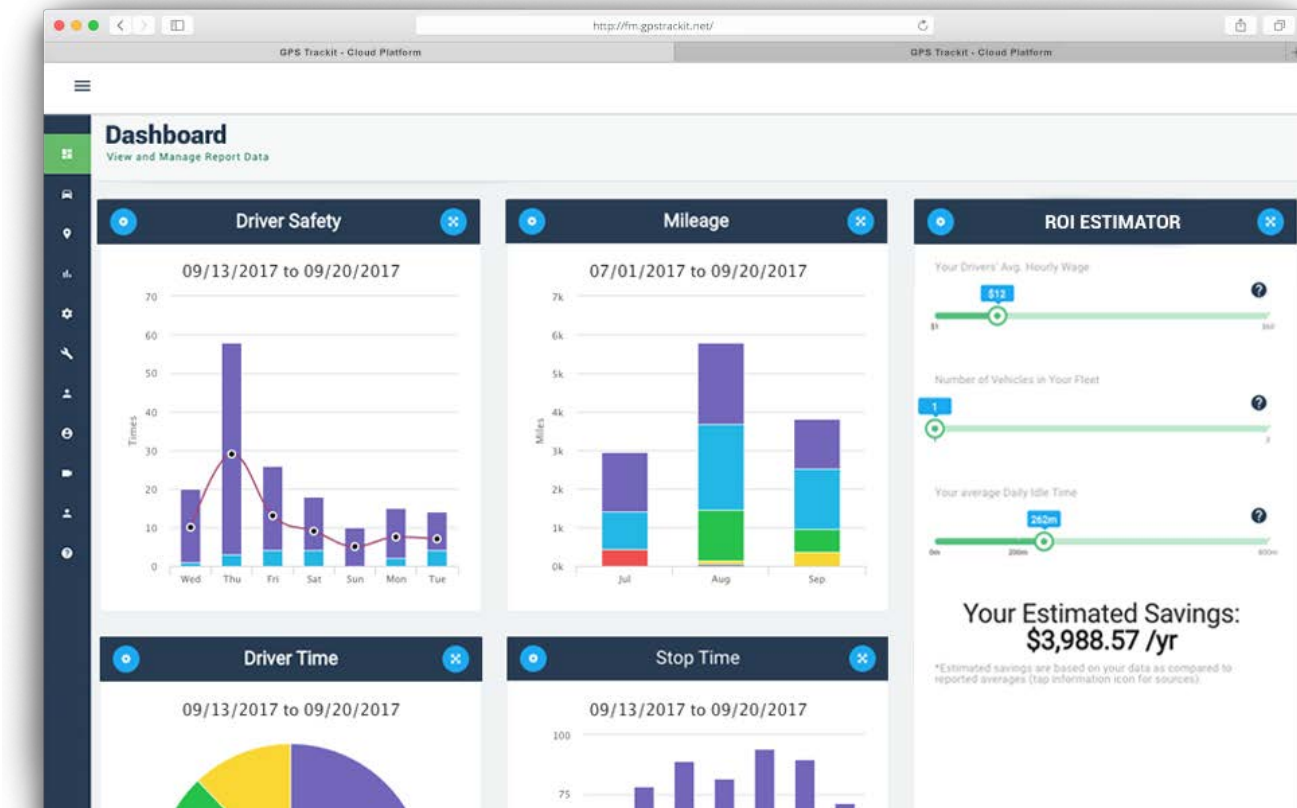 http://fm.gpstrackit.net/
GPS Trackit - Cloud Platform
GPS Trackit - Cloud Platform
Dashboard
View and Manage Report Data
Driver Safety
09/13/2017 to 09/20/2017
70
60
50
40
30
20
10
0
Times
Wed Thu Fri Sat Sun Mon Tue
Mileage
07/01/2017 to 09/20/2017
7k
6k
5k
4k
3k
2k
1k
0k
Miles
Jul Aug Sep
ROI ESTIMATOR
Your Drivers' Avg. Hourly Wage
$12
$1
Number of Vehicles in Your Fleet
1
Your average Daily Idle Time
262m
0m 200m 600m
Your Estimated Savings:
$3,988.57 /yr
*Estimated savings are based on your data as compared to
reported averages (tap information icon for sources)
Driver Time
09/13/2017 to 09/20/2017
Stop Time
09/13/2017 to 09/20/2017
100
75